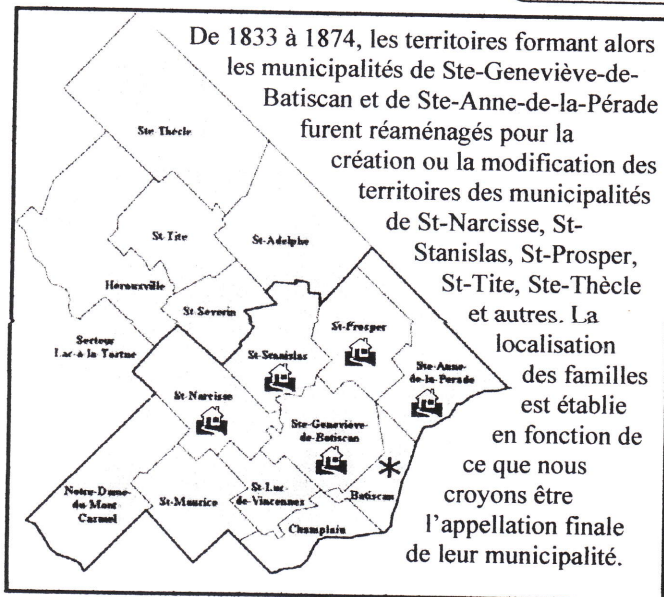 De 1833 à 1874, les territoires formant alors
les municipalités de Ste-Geneviève-de-
Batiscan et de Ste-Anne-de-la-Pérade
furent réaménagés pour la
création ou la modification des
territoires des municipalités
de St-Narcisse, St-
Stanislas, St-Prosper,
St-Tite, Ste-Thècle
et autres. La
localisation
des familles
est établie
en fonction de
ce que nous
croyons être
l'appellation finale
de leur municipalité.
Ste-Thècle
St-Tite
St-Adelphe
Herouxville
St-Severin
Secteur
Lac-à-la-Tortue
St-Stanislas
St-Prosper
Ste-Anne-
de-la-Perade
St-Narcisse
Ste-Geneviève-
de-Batiscan
*
Notre-Dame-
du-Mont
Carmel
St-Maurice
St-Luc
de-Vincennes
Batiscan
Champlain